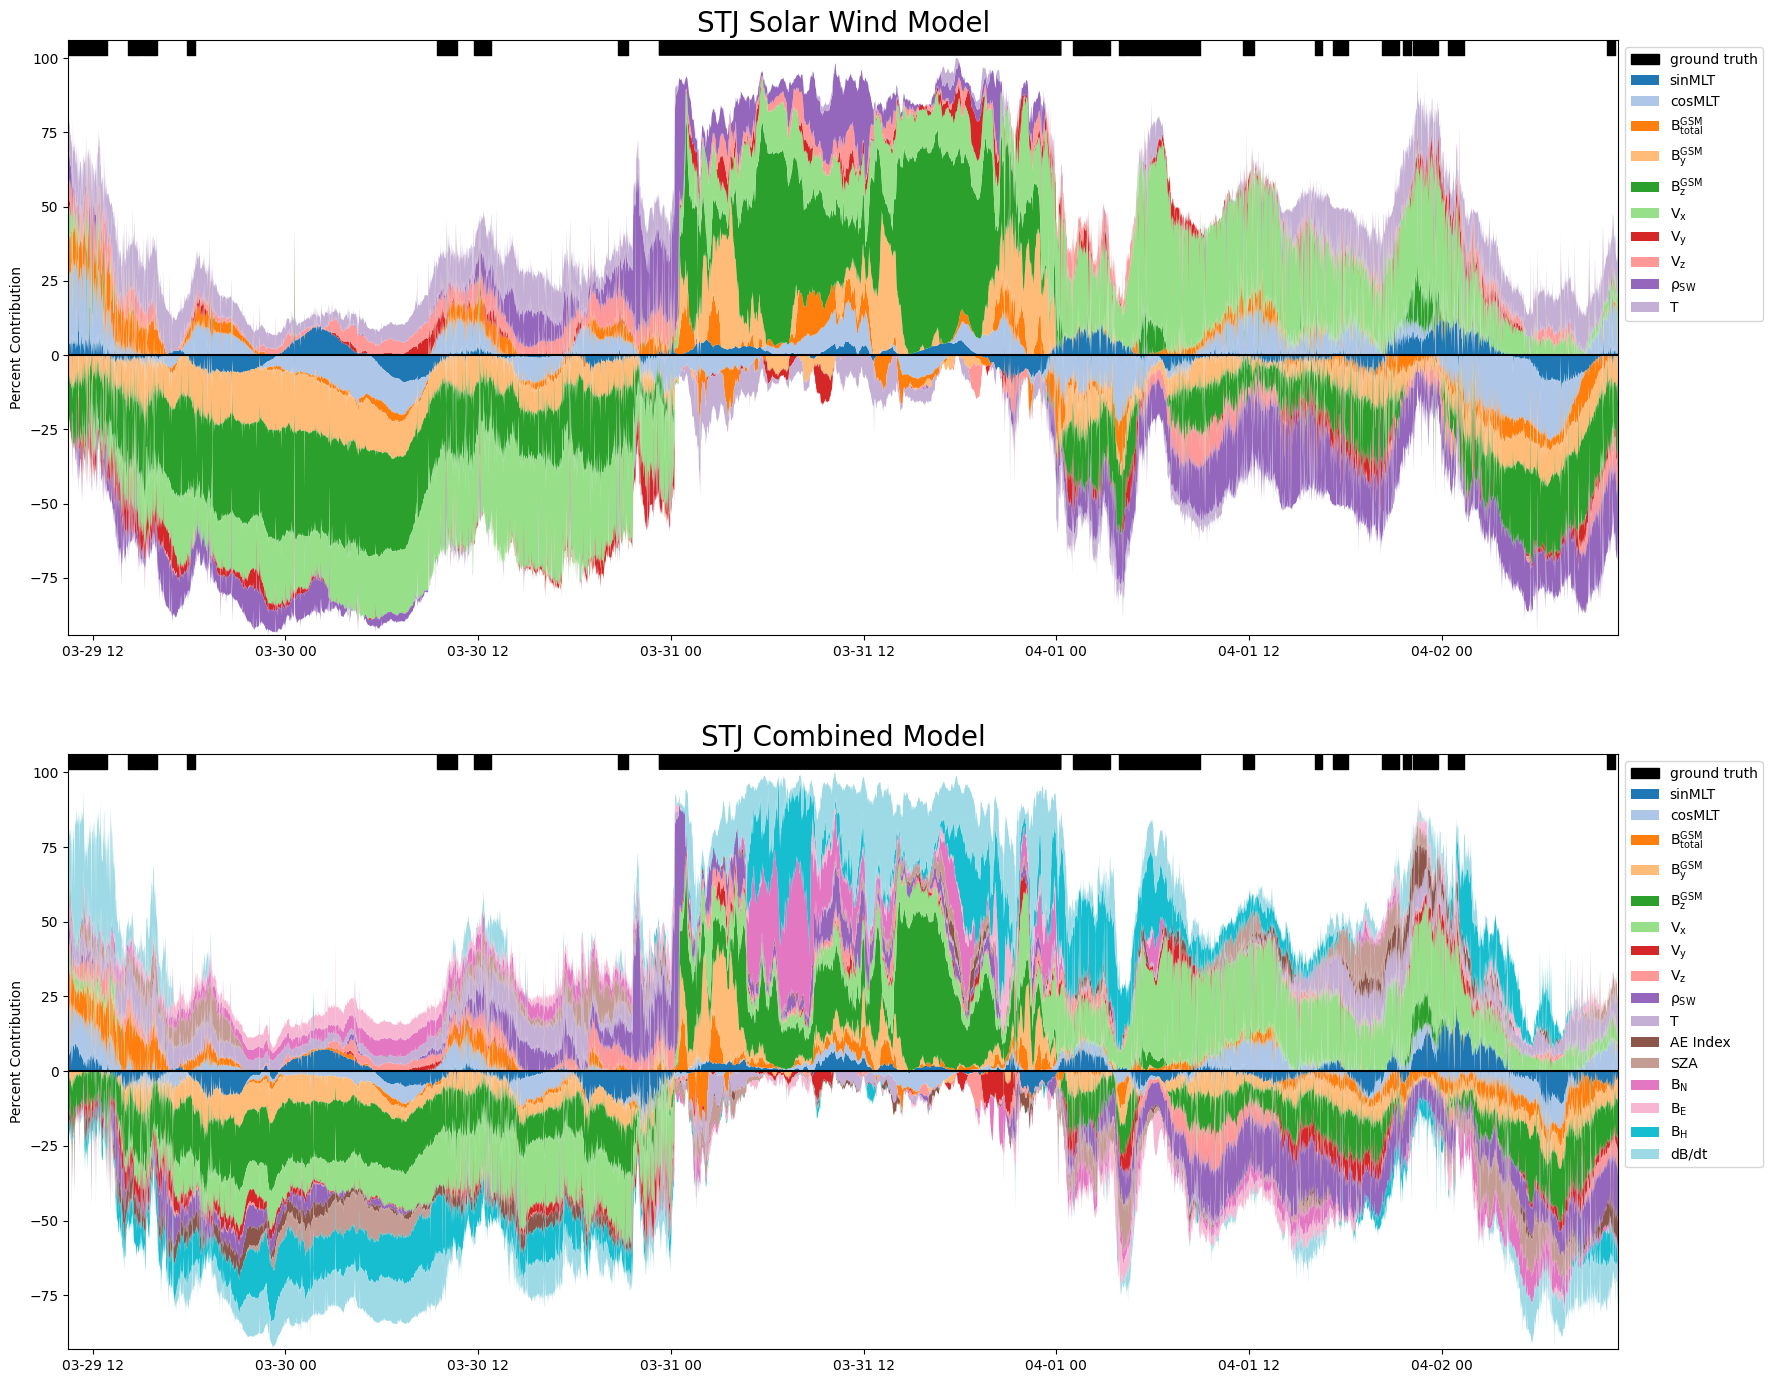 STJ Solar Wind Model
Percent Contribution
100
75
50
25
0
−25
−50
−75
03-29 12
03-30 00
03-30 12
03-31 00
03-31 12
04-01 00
04-01 12
04-02 00
ground truth
sinMLT
cosMLT
B_total^GSM
B_y^GSM
B_z^GSM
V_x
V_y
V_z
ρ_SW
T
STJ Combined Model
Percent Contribution
100
75
50
25
0
−25
−50
−75
03-29 12
03-30 00
03-30 12
03-31 00
03-31 12
04-01 00
04-01 12
04-02 00
ground truth
sinMLT
cosMLT
B_total^GSM
B_y^GSM
B_z^GSM
V_x
V_y
V_z
ρ_SW
T
AE Index
SZA
B_N
B_E
B_H
dB/dt